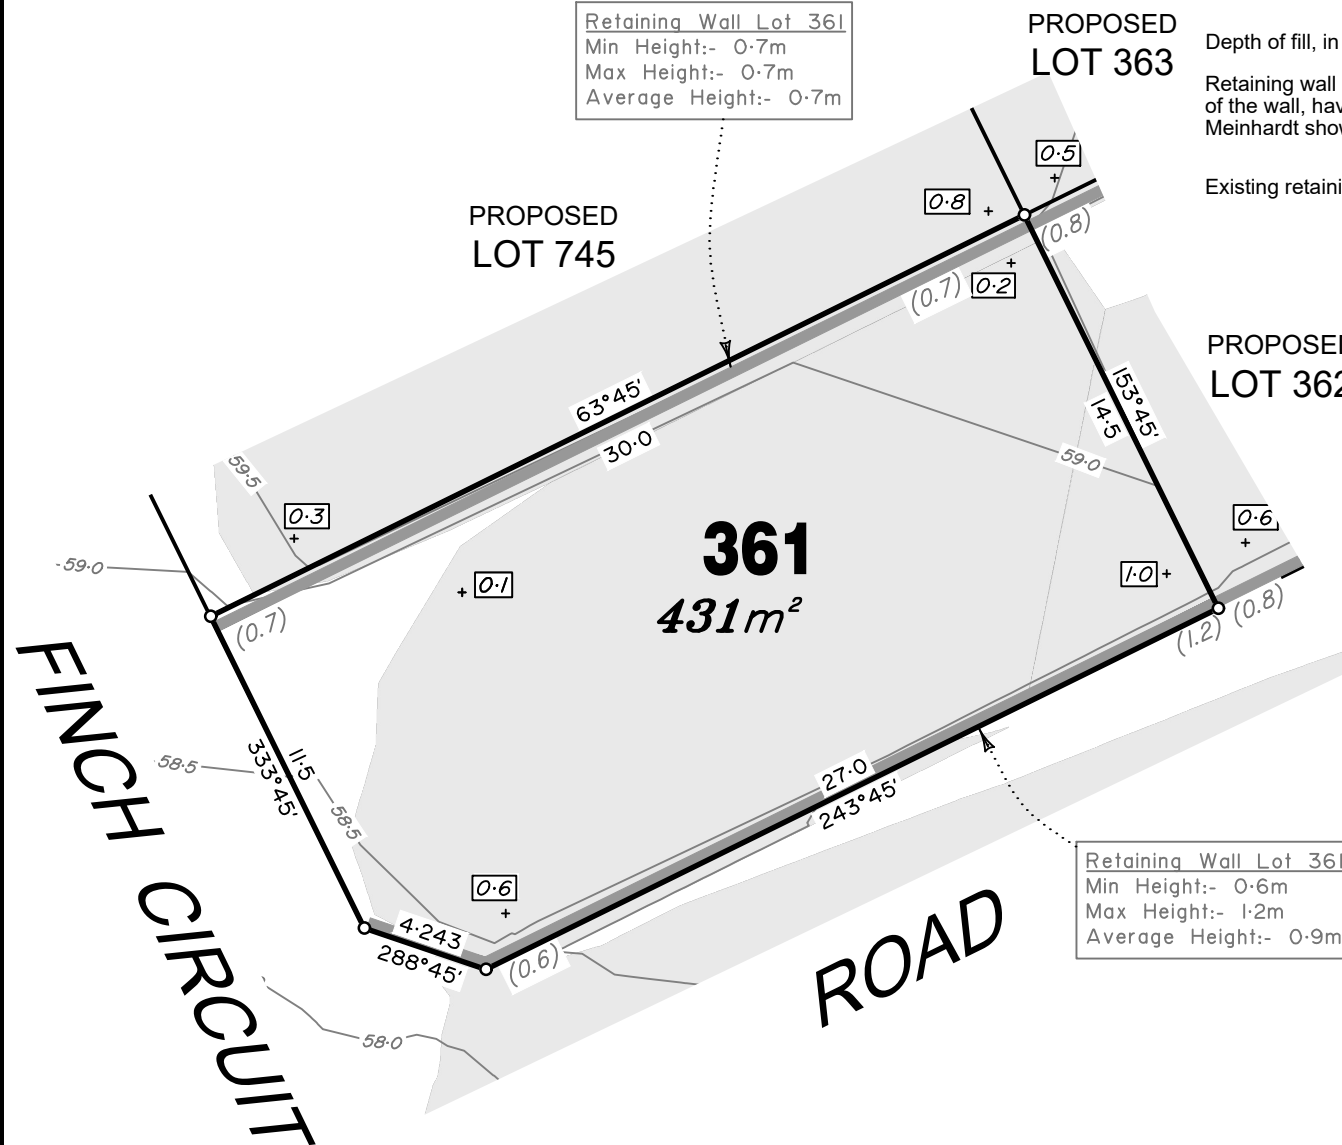 Retaining Wall Lot 361
Min Height:- 0·7m
Max Height:- 0·7m
Average Height:- 0·7m
PROPOSED
LOT 363
Depth of fill, in
Retaining wall
of the wall, hav
Meinhardt show
Existing retaini
0·5
0·8
(0.8)
PROPOSED
LOT 745
0·2
(0.7)
PROPOSED
LOT 362
63°45'
30·0
153°45'
14·5
59·0
59·5
0·3
0·6
361
431m²
59·0
0·1
1·0
(0.7)
(0.8)
(1.2)
FINCH CIRCUIT
333°45'
11·5
58·5
58·5
27·0
243°45'
Retaining Wall Lot 361
Min Height:- 0·6m
Max Height:- 1·2m
Average Height:- 0·9m
0·6
4·243
288°45'
(0.6)
ROAD
58·0